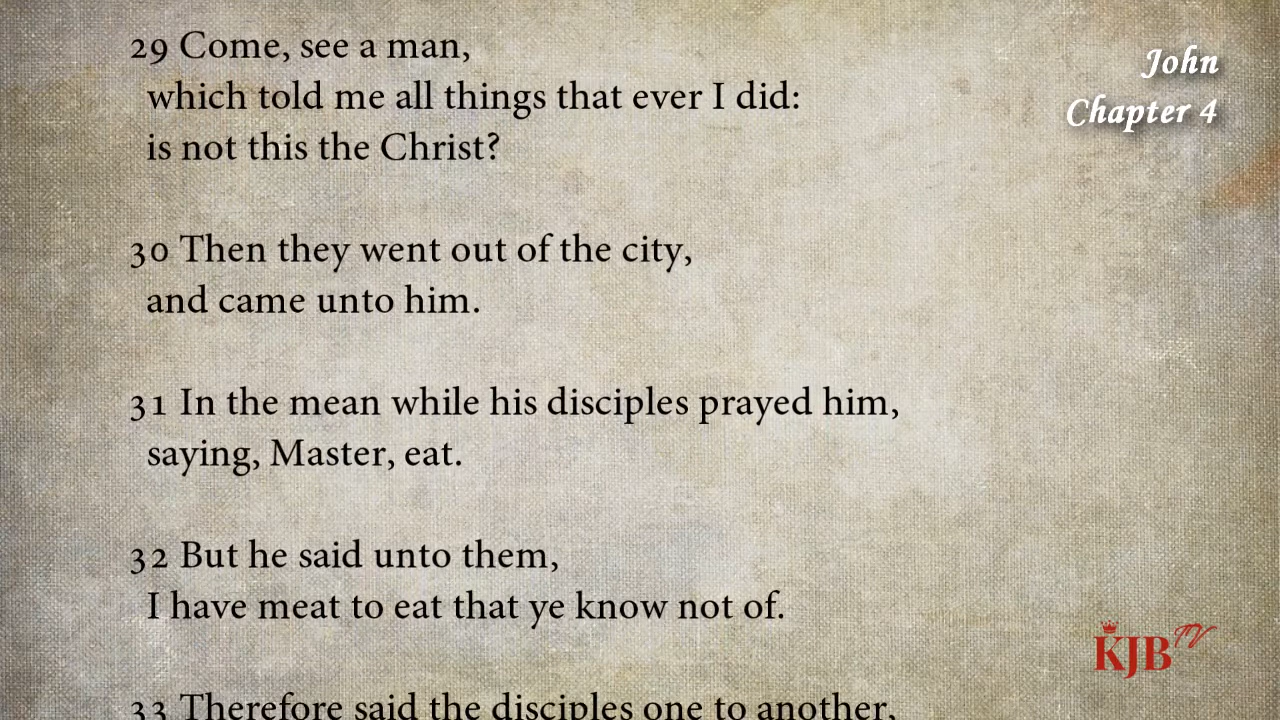 29 Come, see a man,
which told me all things that ever I did:
is not this the Christ?
30 Then they went out of the city,
and came unto him.
31 In the mean while his disciples prayed him,
saying, Master, eat.
32 But he said unto them,
I have meat to eat that ye know not of.
33 Therefore said the disciples one to another,
John
Chapter 4
KJB TV